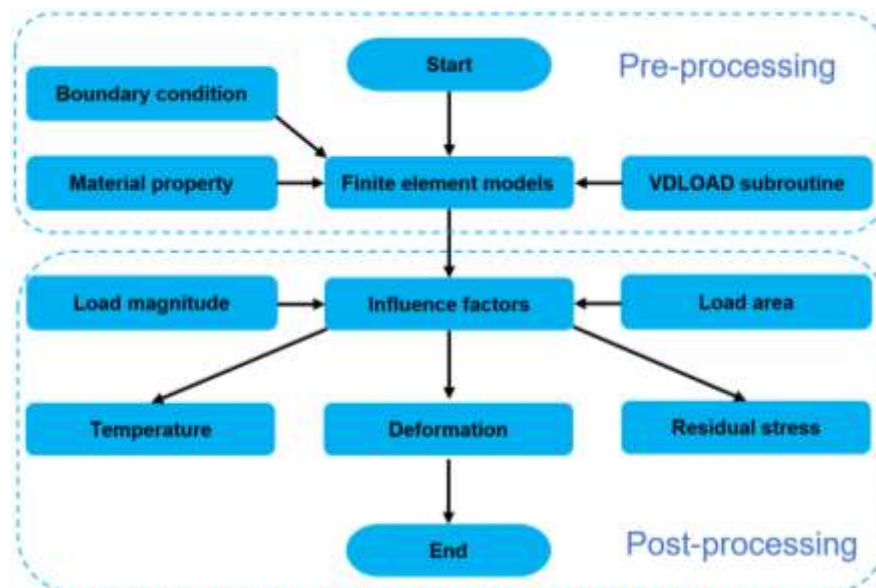 Start
Pre-processing
Boundary condition
Material property
Finite element models
VDLOAD subroutine
Load magnitude
Influence factors
Load area
Temperature
Deformation
Residual stress
End
Post-processing